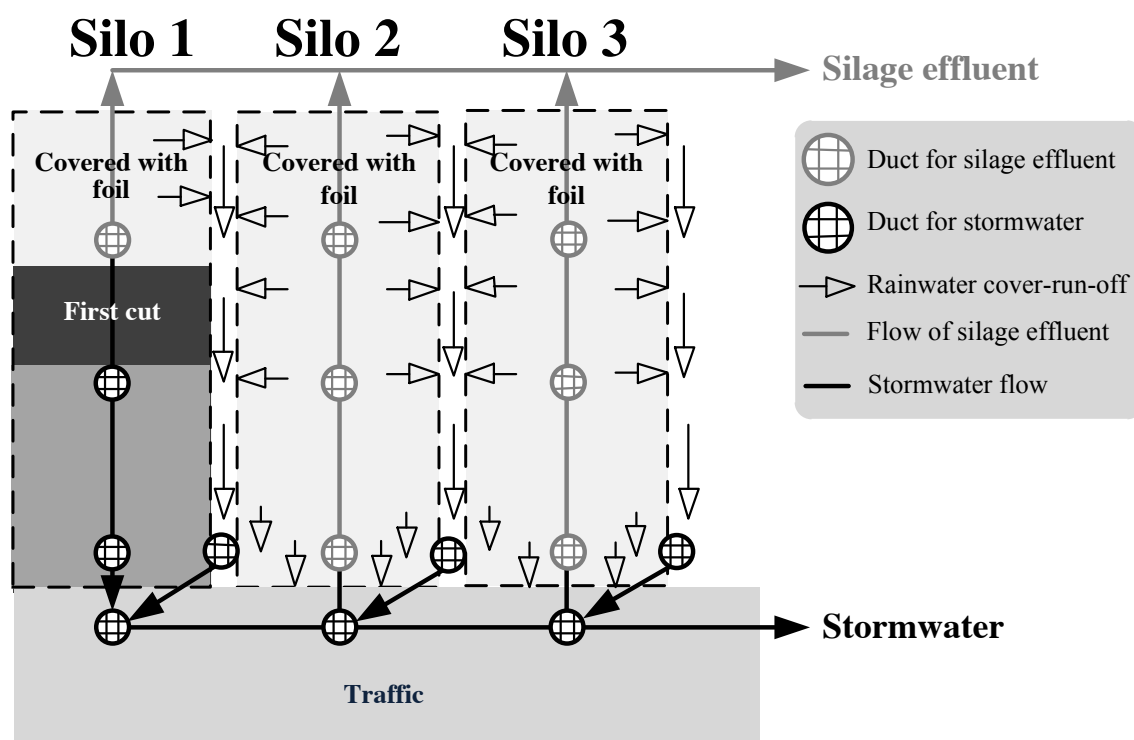 Silo 1 Silo 2 Silo 3
Silage effluent
Covered with
foil
Covered with
foil
Covered with
foil
First cut
Duct for silage effluent
Duct for stormwater
Rainwater cover-run-off
Flow of silage effluent
Stormwater flow
Stormwater
Traffic